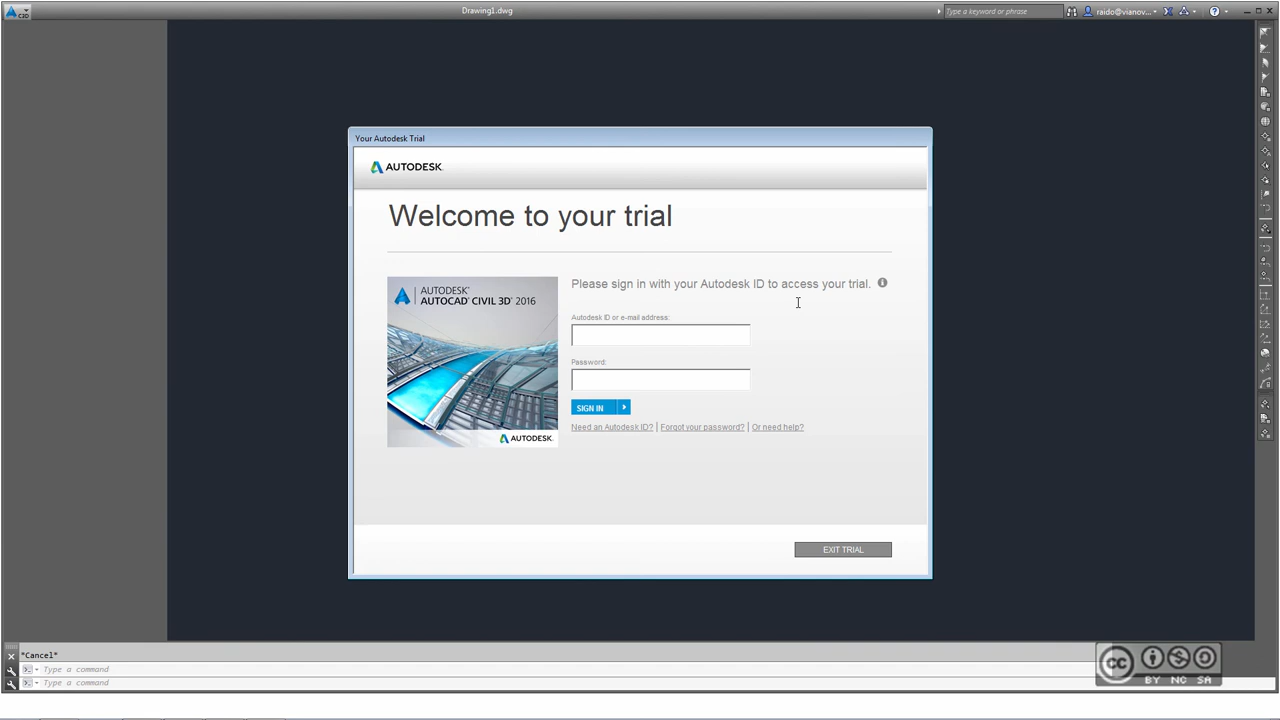 C3D
Drawing1.dwg
Type a keyword or phrase
raido@vianov...
Your Autodesk Trial
AUTODESK
Welcome to your trial
Please sign in with your Autodesk ID to access your trial.
AUTODESK®
AUTOCAD® CIVIL 3D® 2016
Autodesk ID or e-mail address:
Password:
SIGN IN
Need an Autodesk ID? | Forgot your password? | Or need help?
AUTODESK.
EXIT TRIAL
*Cancel*
Type a command
Type a command
cc
BY NC SA